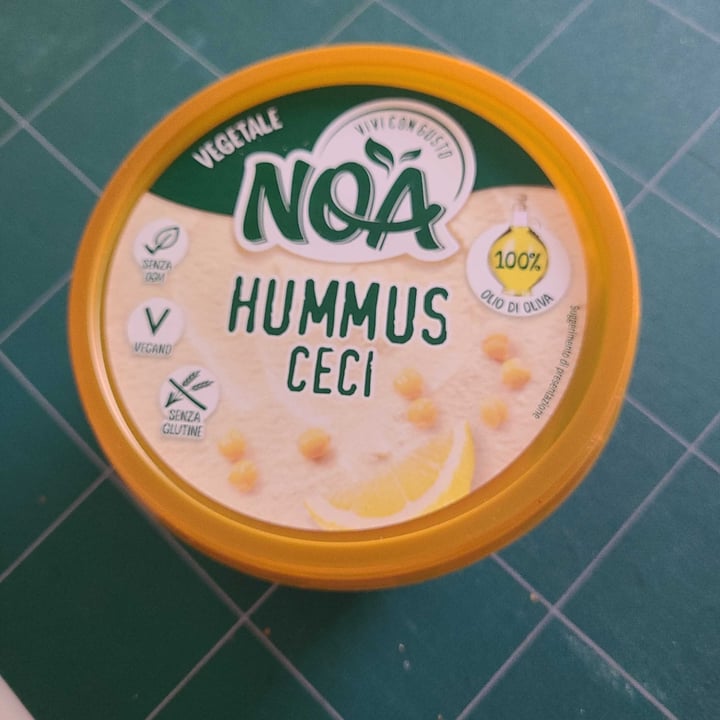 VEGETALE
VIVI CON GUSTO
NOA
HUMMUS
CECI
SENZA
OGM
VEGANO
SENZA
GLUTINE
100%
OLIO DI OLIVA
Suggerimento di presentazione